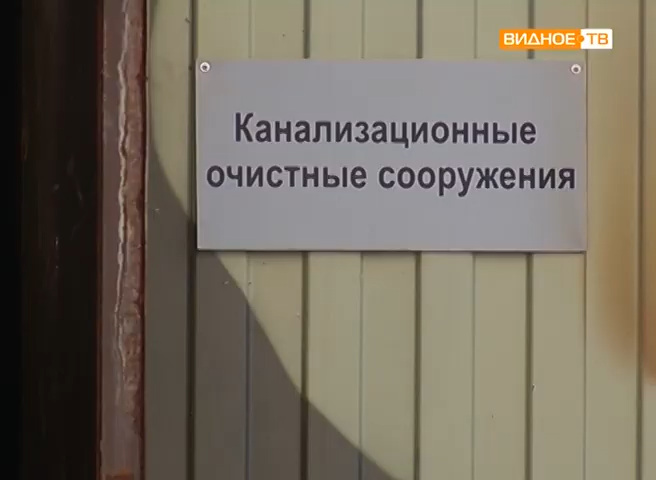 ВИДНОЕ ТВ
Канализационные
очистные сооружения